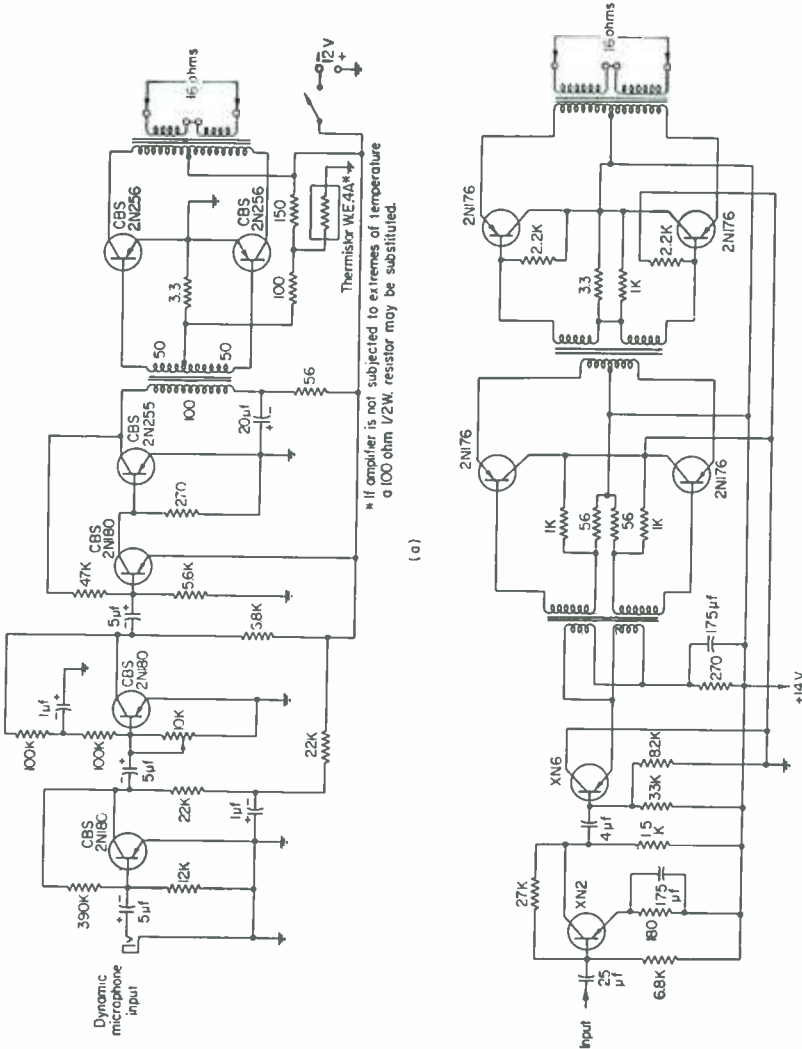 Dynamic
microphone
input
390K
+ -
5µf
12K
CBS
2N180
22K
1µf
+ -
- +
5µf
100K
100K
1µf
- +
CBS
2N180
10K
22K
6.8K
5µf
- +
47K
5.6K
CBS
2N180
270
CBS
2N255
20µf
+ -
100
56
50
50
3.3
CBS
2N256
CBS
2N256
100
150
Thermistor W.E.4A*
16 ohms
-
12V
+
* If amplifier is not subjected to extremes of temperature
a 100 ohm 1/2W. resistor may be substituted.
(a)
Input
25
µf
6.8K
27K
XN2
180
175
µf
1.5
K
4µf
XN6
33K
82K
270
175µf
+14V
2N176
1K
56
56
1K
2N176
2N176
2.2K
3.3
1K
2.2K
2N176
16 ohms